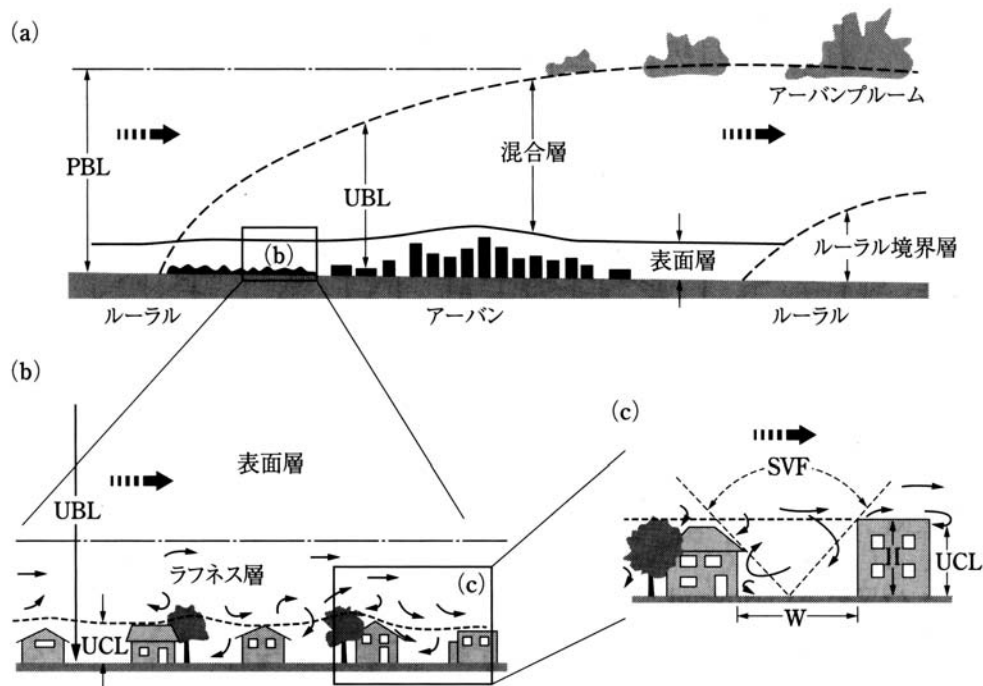 (a)
アーバンプルーム
PBL
混合層
UBL
(b)
表面層
ルーラル境界層
ルーラル
アーバン
ルーラル
(b)
表面層
UBL
ラフネス層
(c)
UCL
(c)
SVF
H
UCL
W